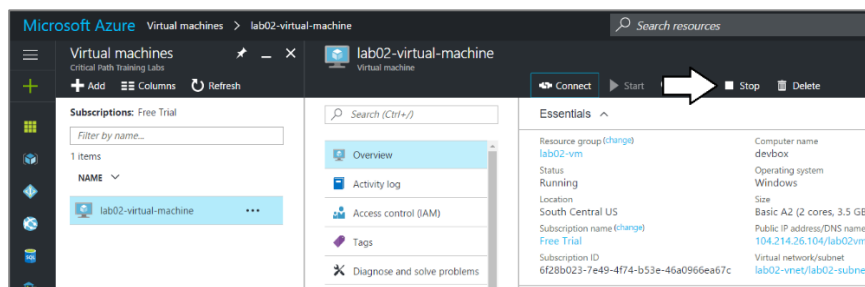 Microsoft Azure Virtual machines > lab02-virtual-machine
Search resources
Virtual machines
Critical Path Training Labs
Add Columns Refresh
Subscriptions: Free Trial
Filter by name...
1 items
NAME
lab02-virtual-machine
lab02-virtual-machine
Virtual machine
Search (Ctrl+/)
Overview
Activity log
Access control (IAM)
Tags
Diagnose and solve problems
Connect Start Stop Delete
Essentials
Resource group (change)
lab02-vm
Status
Running
Location
South Central US
Subscription name (change)
Free Trial
Subscription ID
6f28b023-7e49-4f74-b53e-46a0966ea67c
Computer name
devbox
Operating system
Windows
Size
Basic A2 (2 cores, 3.5 GB
Public IP address/DNS name
104.214.26.104/lab02vm
Virtual network/subnet
lab02-vnet/lab02-subne